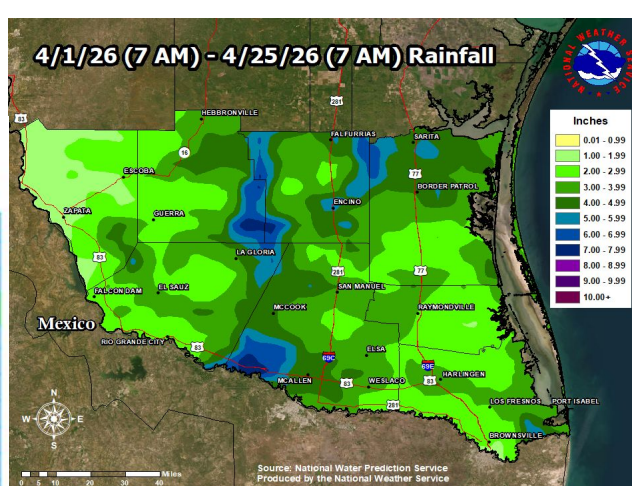 4/1/26 (7 AM) - 4/25/26 (7 AM) Rainfall
NATIONAL WEATHER SERVICE
Inches
0.01 - 0.99
1.00 - 1.99
2.00 - 2.99
3.00 - 3.99
4.00 - 4.99
5.00 - 5.99
6.00 - 6.99
7.00 - 7.99
8.00 - 8.99
9.00 - 9.99
10.00+
83
HEBBRONVILLE
281
FALFURRIAS
SARITA
16
ESCOBA
77
BORDER PATROL
ZAPATA
GUERRA
ENCINO
LA GLORIA
83
281
77
FALCON DAM
EL SAUZ
SAN MANUEL
MCCOOK
RAYMONDVILLE
Mexico
RIO GRANDE CITY
83
69C
ELSA
69E
MCALLEN
83
WESLACO
83
HARLINGEN
281
LOS FRESNOS
PORT ISABEL
BROWNSVILLE
N
W
E
S
0 5 10 20 30 40
Miles
Source: National Water Prediction Service
Produced by the National Weather Service